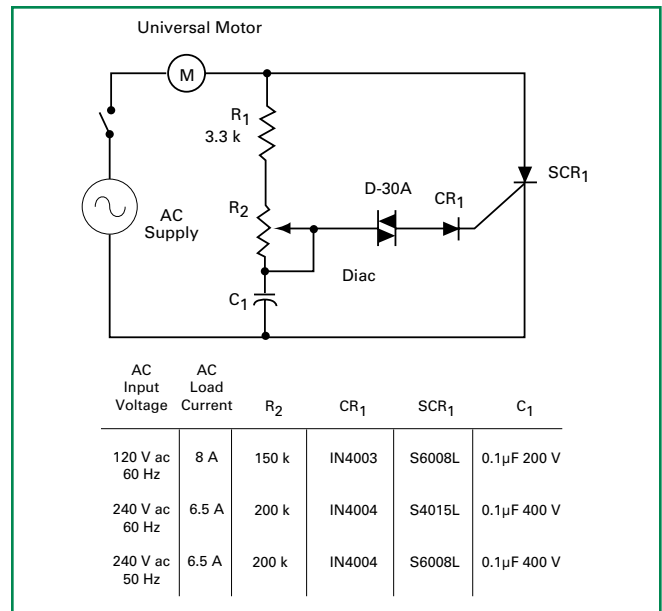 Universal Motor
M
R1
3.3 k
SCR1
D-30A
CR1
R2
AC
Supply
Diac
C1
AC Input Voltage | AC Load Current | R2 | CR1 | SCR1 | C1
120 V ac 60 Hz | 8 A | 150 k | IN4003 | S6008L | 0.1µF 200 V
240 V ac 60 Hz | 6.5 A | 200 k | IN4004 | S4015L | 0.1µF 400 V
240 V ac 50 Hz | 6.5 A | 200 k | IN4004 | S6008L | 0.1µF 400 V